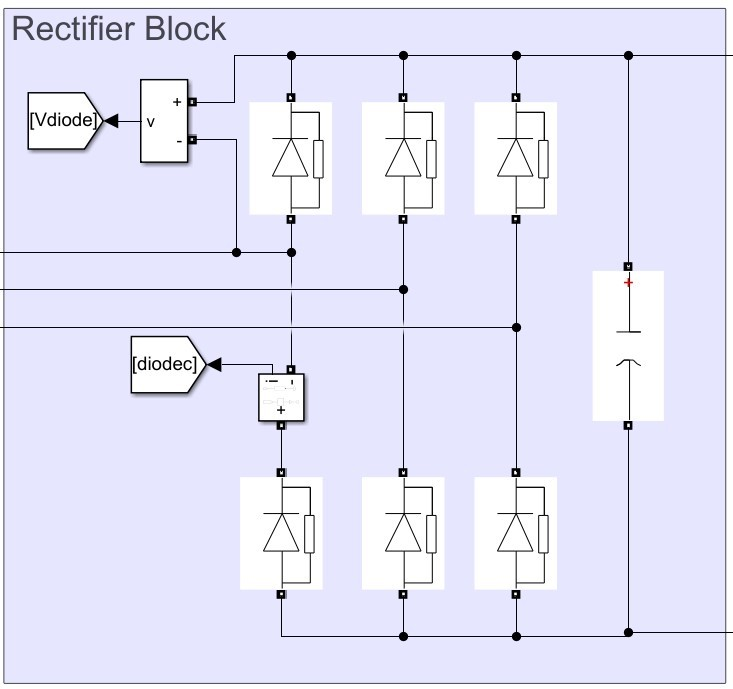 Rectifier Block
[Vdiode]
+
v
-
+
[diodec]
+